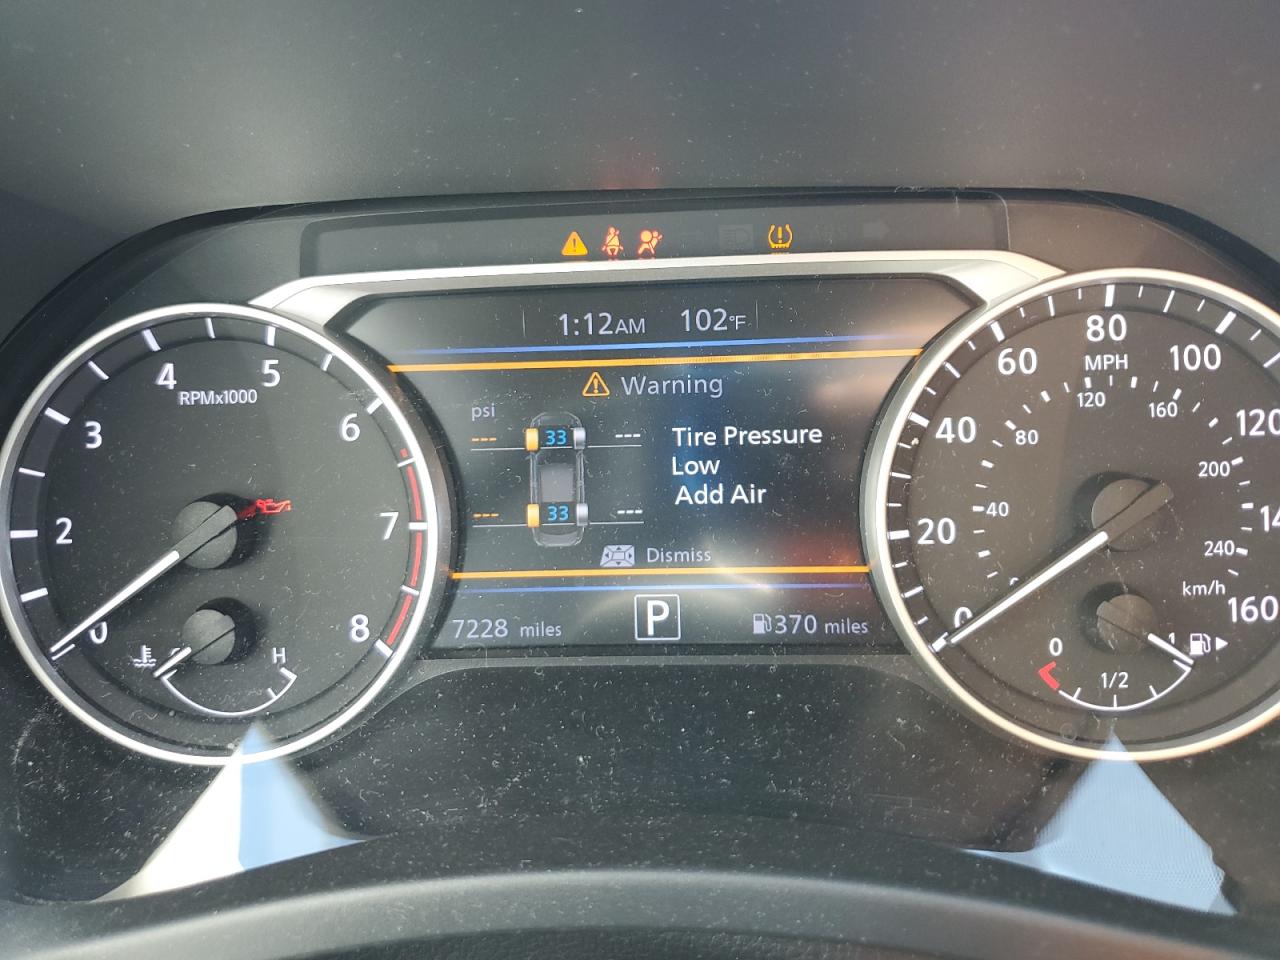 1:12AM 102°F
Warning
psi
--- 33 --- Tire Pressure
Low
Add Air
--- 33 ---
Dismiss
7228 miles P 370 miles
0 2 3 4 5 6 7 8
RPMx1000
H
0 20 40 60 80 100 120
MPH
40 80 120 160 200 240
km/h
160
0 1/2 1